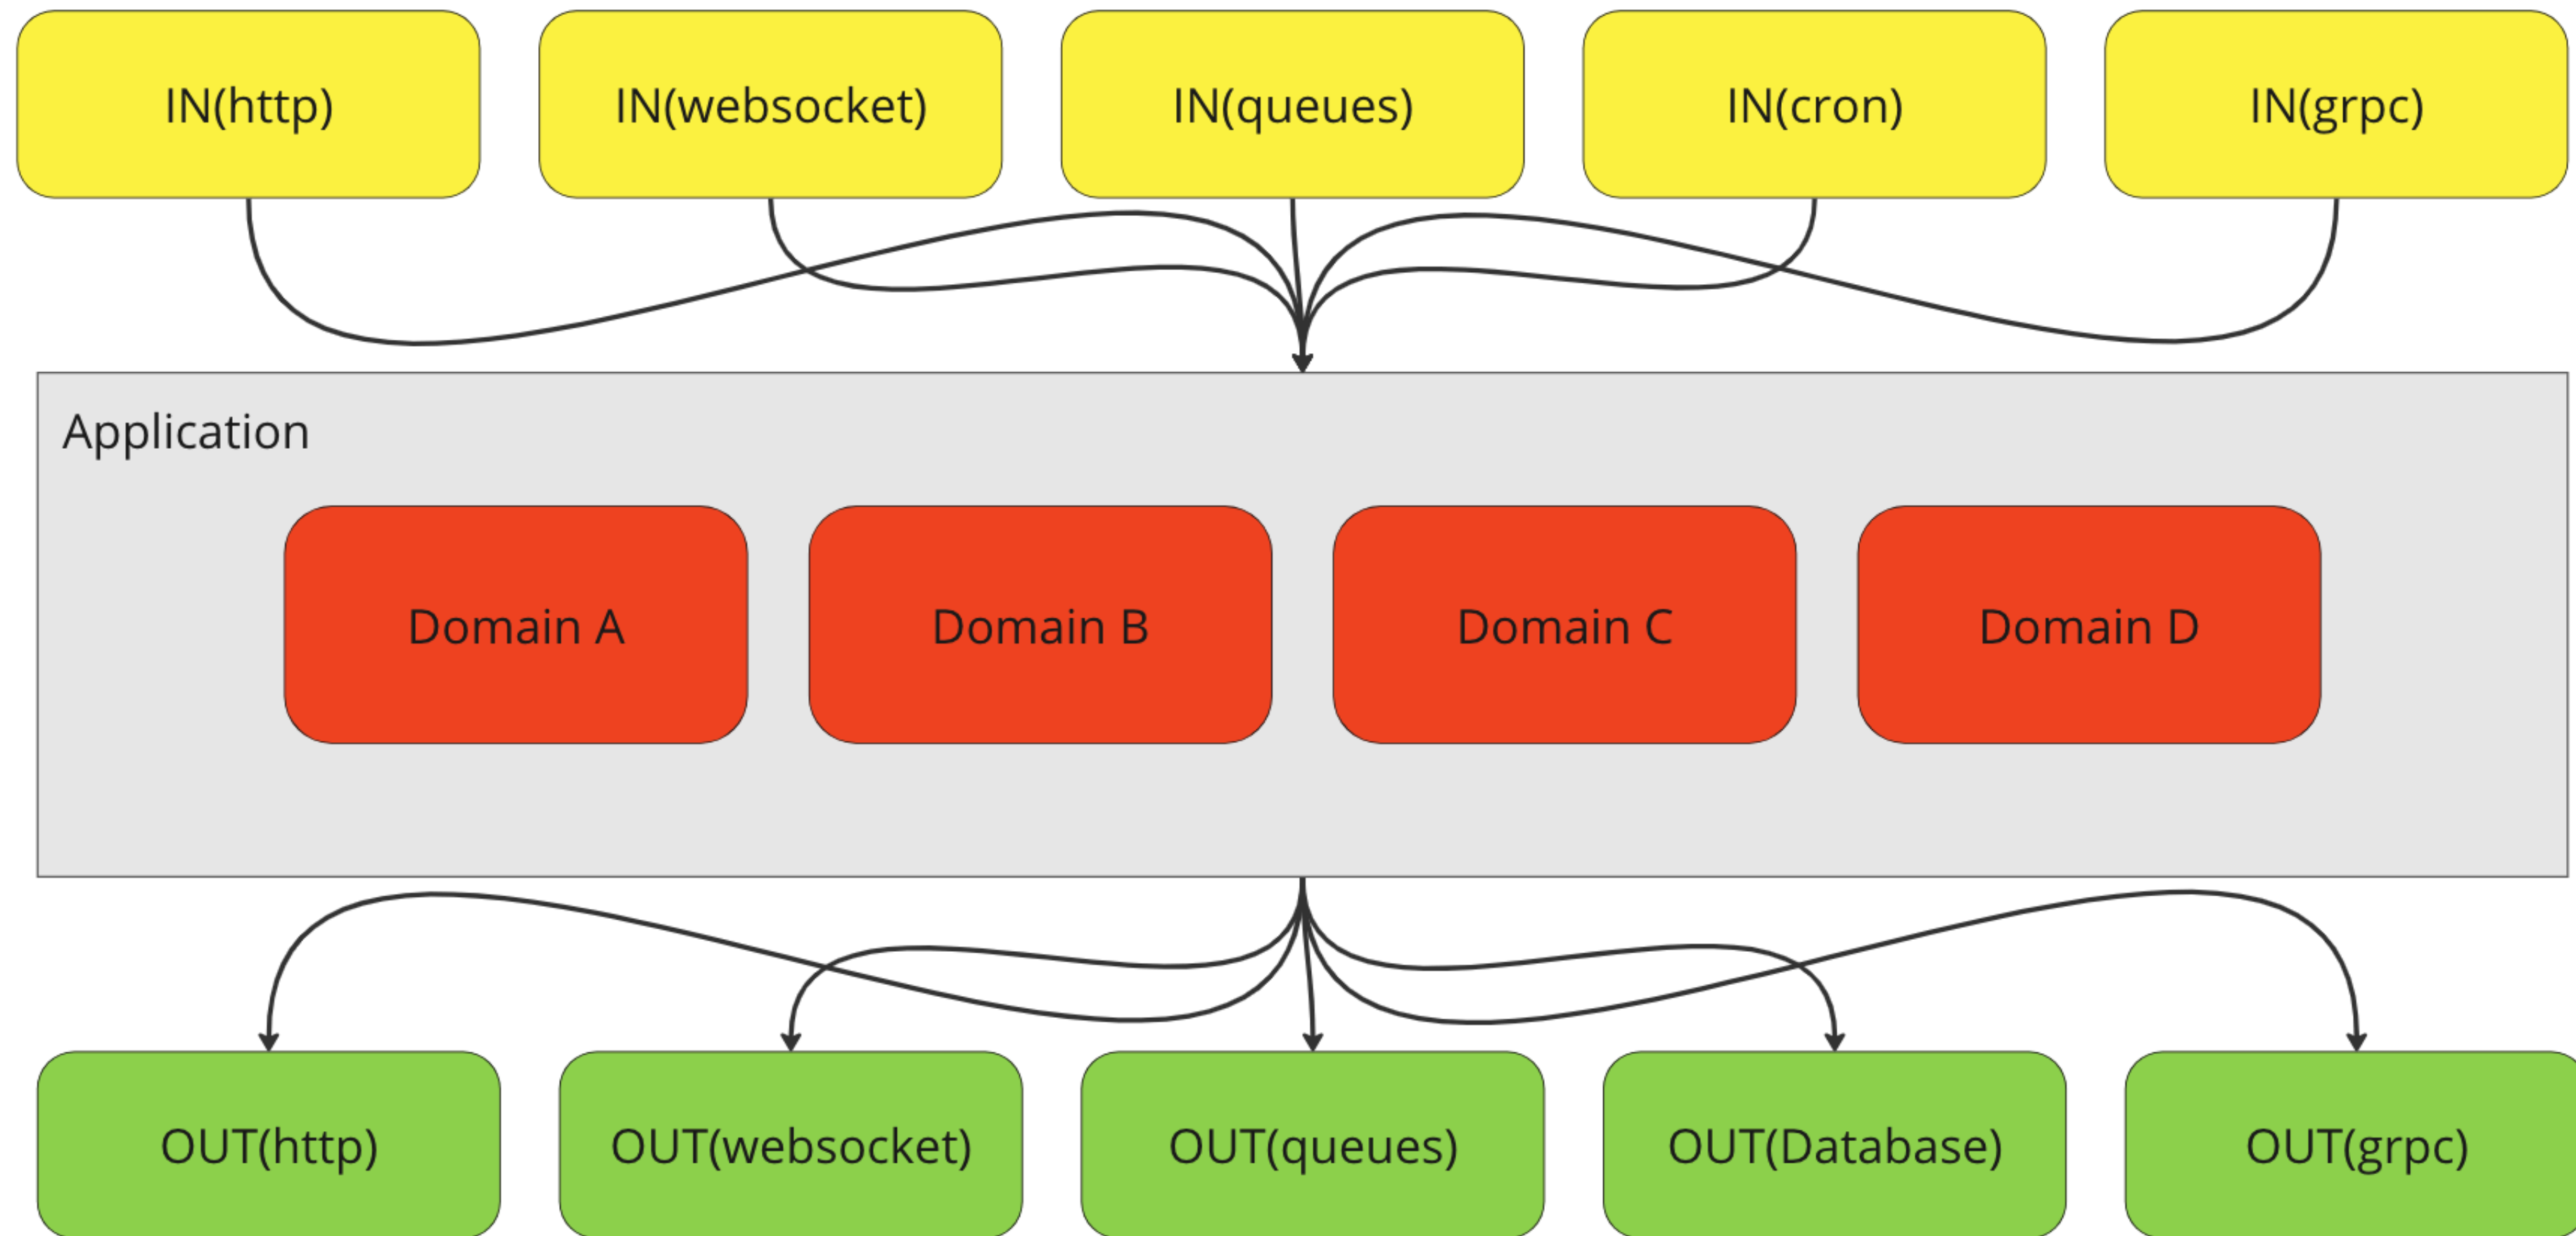 IN(http)
IN(websocket)
IN(queues)
IN(cron)
IN(grpc)
Application
Domain A
Domain B
Domain C
Domain D
OUT(http)
OUT(websocket)
OUT(queues)
OUT(Database)
OUT(grpc)